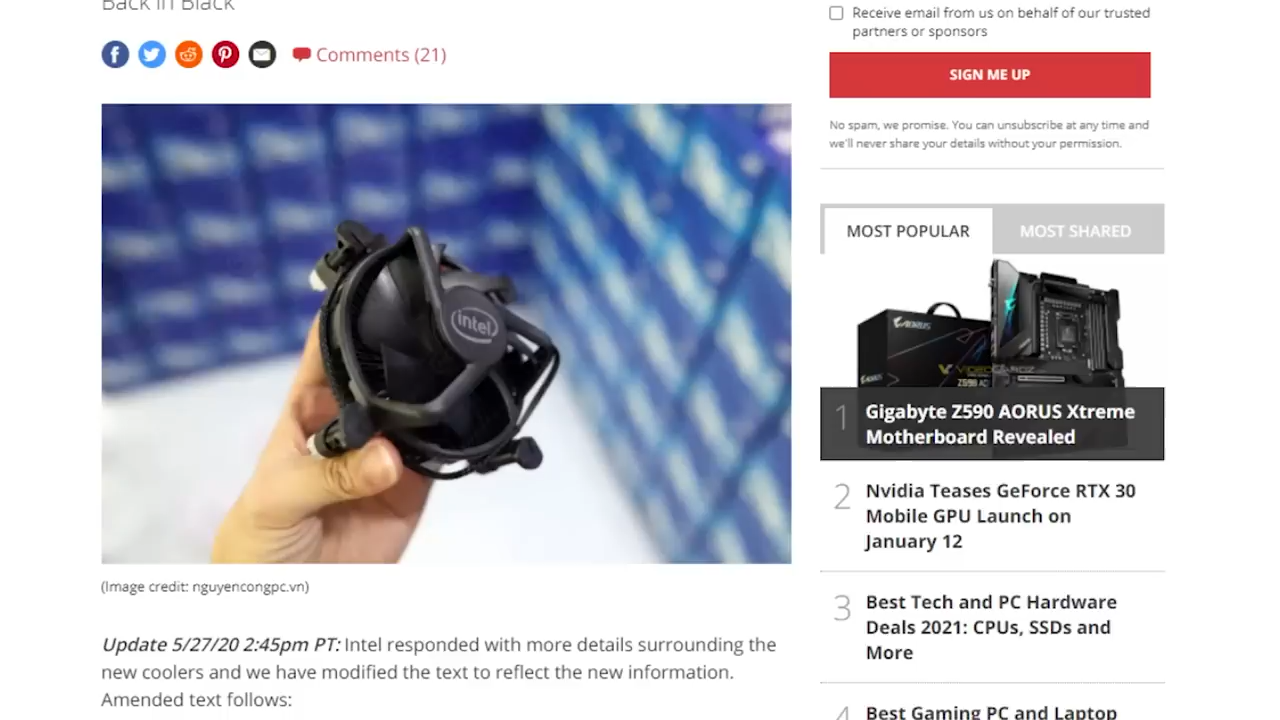 Back in Black
Comments (21)
intel
(Image credit: nguyencongpc.vn)
Update 5/27/20 2:45pm PT: Intel responded with more details surrounding the
new coolers and we have modified the text to reflect the new information.
Amended text follows:
Receive email from us on behalf of our trusted
partners or sponsors
SIGN ME UP
No spam, we promise. You can unsubscribe at any time and
we'll never share your details without your permission.
MOST POPULAR
MOST SHARED
AORUS
AORUS
VIDEOCARDZ
1
Gigabyte Z590 AORUS Xtreme
Motherboard Revealed
2
Nvidia Teases GeForce RTX 30
Mobile GPU Launch on
January 12
3
Best Tech and PC Hardware
Deals 2021: CPUs, SSDs and
More
4
Best Gaming PC and Laptop